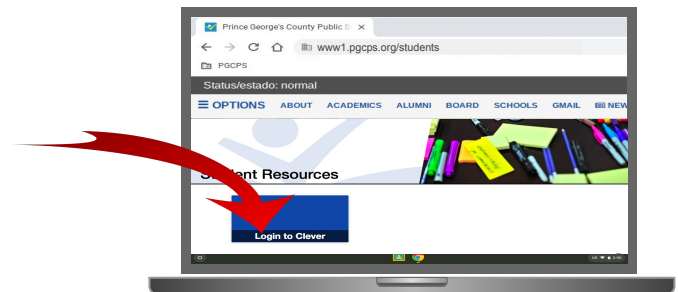 Prince George's County Public S
www1.pgcps.org/students
PGCPS
Status/estado: normal
OPTIONS ABOUT ACADEMICS ALUMNI BOARD SCHOOLS GMAIL NEW
Student Resources
Login to Clever